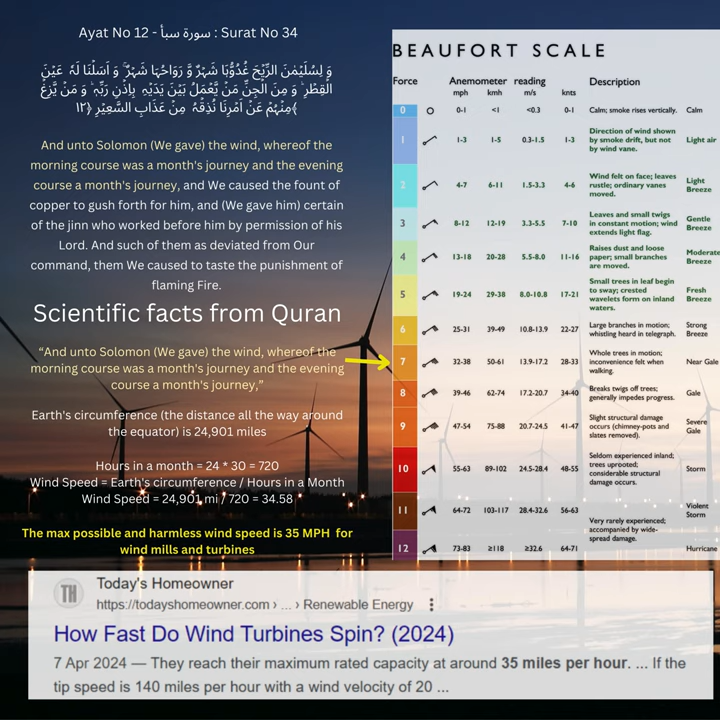 Ayat No 12 - سورة سبأ : Surat No 34
وَ لِسُلَیۡمٰنَ الرِّیۡحَ غُدُوُّہَا شَہۡرٌ وَّ رَوَاحُہَا شَہۡرٌ ۚ وَ اَسَلۡنَا لَہٗ عَیۡنَ
الۡقِطۡرِ ؕ وَ مِنَ الۡجِنِّ مَنۡ یَّعۡمَلُ بَیۡنَ یَدَیۡہِ بِاِذۡنِ رَبِّہٖ ؕ وَ مَنۡ یَّزِغۡ
مِنۡہُمۡ عَنۡ اَمۡرِنَا نُذِقۡہُ مِنۡ عَذَابِ السَّعِیۡرِ ﴿۱۲﴾
And unto Solomon (We gave) the wind, whereof the
morning course was a month's journey and the evening
course a month's journey, and We caused the fount of
copper to gush forth for him, and (We gave him) certain
of the jinn who worked before him by permission of his
Lord. And such of them as deviated from Our
command, them We caused to taste the punishment of
flaming Fire.
Scientific facts from Quran
“And unto Solomon (We gave) the wind, whereof the
morning course was a month's journey and the evening
course a month's journey,”
Earth's circumference (the distance all the way around
the equator) is 24,901 miles
Hours in a month = 24 * 30 = 720
Wind Speed = Earth's circumference / Hours in a Month
Wind Speed = 24,901 mi / 720 = 34.58
The max possible and harmless wind speed is 35 MPH for
wind mills and turbines
BEAUFORT SCALE
Force Anemometer reading Description
mph kmh m/s knts
0 0-1 <1 <0.3 0-1 Calm; smoke rises vertically. Calm
1 1-3 1-5 0.3-1.5 1-3 Direction of wind shown by smoke drift, but not by wind vane. Light air
2 4-7 6-11 1.5-3.3 4-6 Wind felt on face; leaves rustle; ordinary vanes moved. Light Breeze
3 8-12 12-19 3.3-5.5 7-10 Leaves and small twigs in constant motion; wind extends light flag. Gentle Breeze
4 13-18 20-28 5.5-8.0 11-16 Raises dust and loose paper; small branches are moved. Moderate Breeze
5 19-24 29-38 8.0-10.8 17-21 Small trees in leaf begin to sway; crested wavelets form on inland waters. Fresh Breeze
6 25-31 39-49 10.8-13.9 22-27 Large branches in motion; whistling heard in telegraph. Strong Breeze
7 32-38 50-61 13.9-17.2 28-33 Whole trees in motion; inconvenience felt when walking. Near Gale
8 39-46 62-74 17.2-20.7 34-40 Breaks twigs off trees; generally impedes progress. Gale
9 47-54 75-88 20.7-24.5 41-47 Slight structural damage occurs (chimney-pots and slates removed). Severe Gale
10 55-63 89-102 24.5-28.4 48-55 Seldom experienced inland; trees uprooted; considerable structural damage occurs. Storm
11 64-72 103-117 28.4-32.6 56-63 Violent Storm
Very rarely experienced; accompanied by wide-spread damage.
12 73-83 ≥118 ≥32.6 64-71 Hurricane
TH Today's Homeowner
https://todayshomeowner.com › ... › Renewable Energy
How Fast Do Wind Turbines Spin? (2024)
7 Apr 2024 — They reach their maximum rated capacity at around 35 miles per hour. ... If the
tip speed is 140 miles per hour with a wind velocity of 20 ...